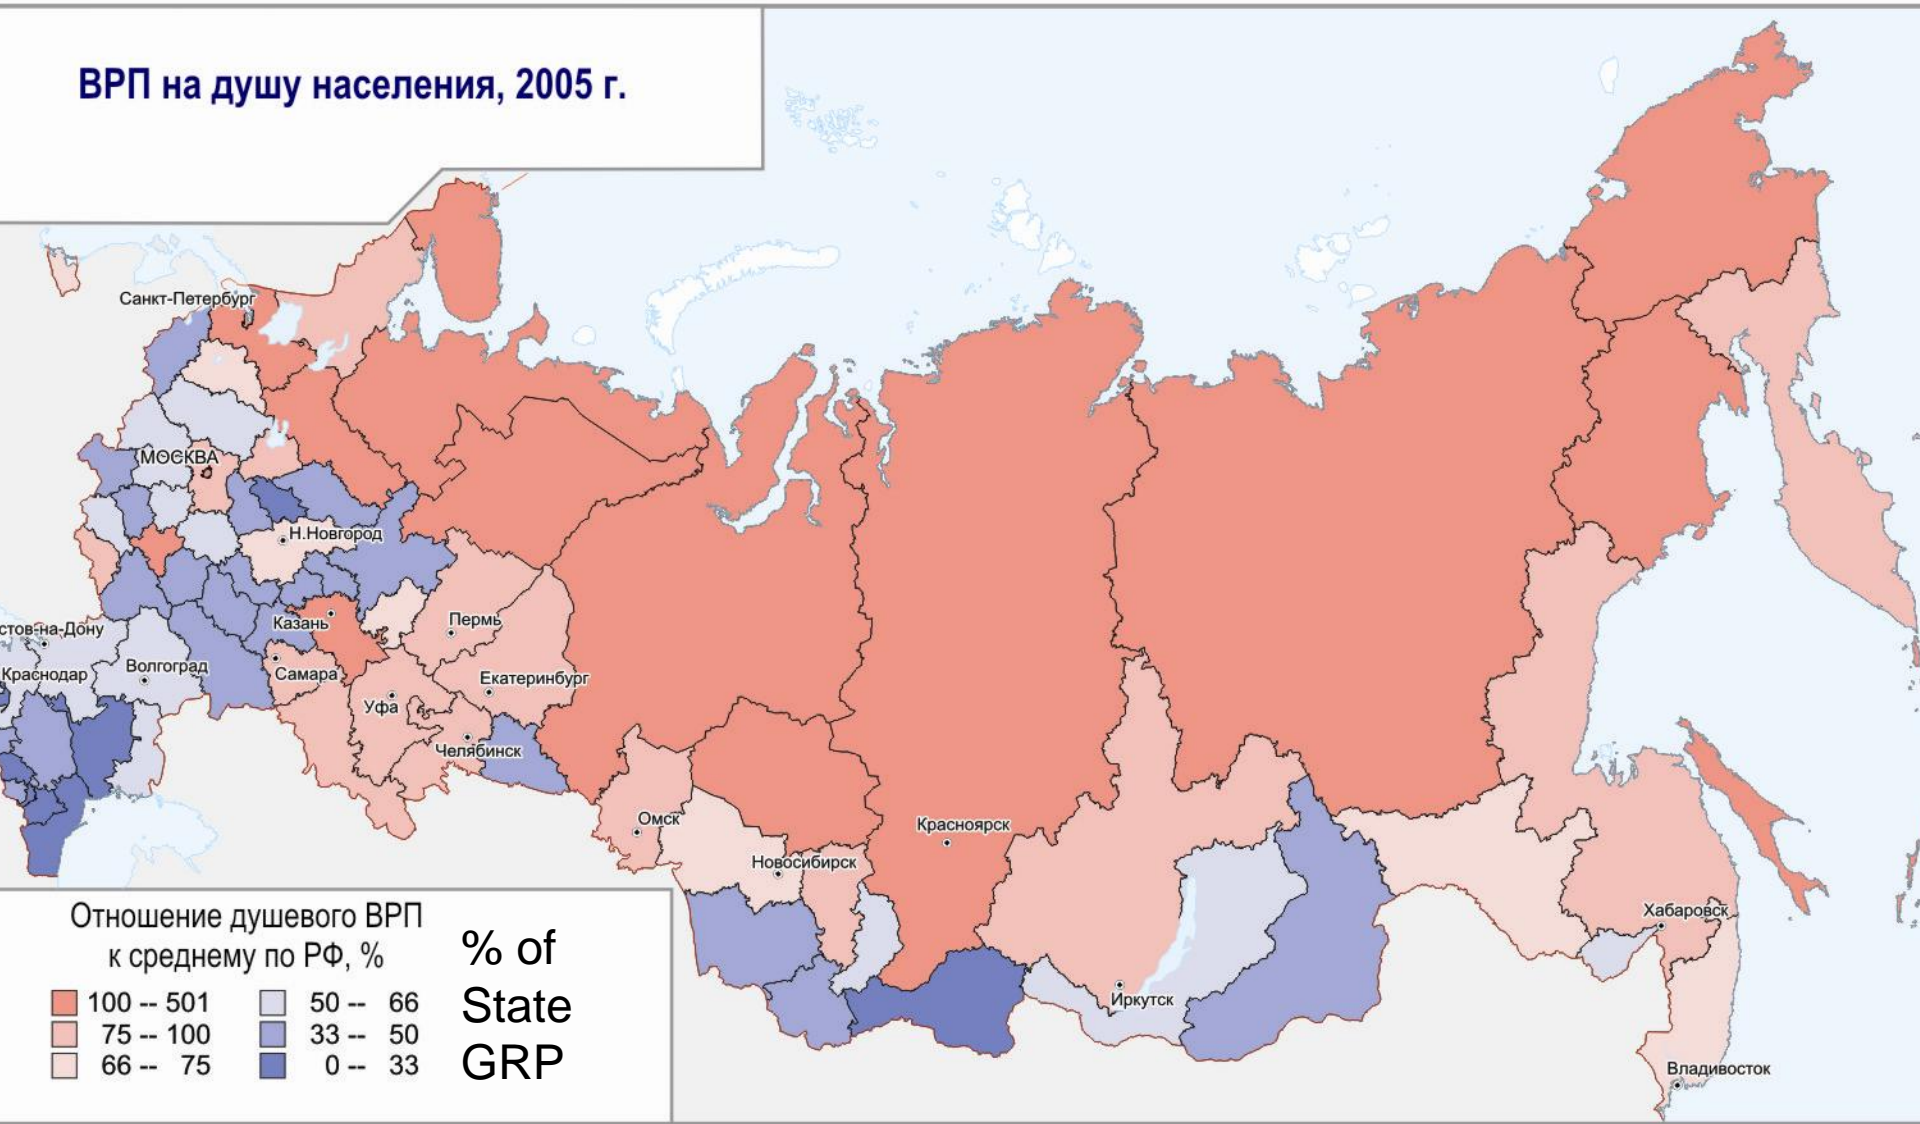 ВРП на душу населения, 2005 г.
Санкт-Петербург
МОСКВА
Н.Новгород
Казань
Пермь
стов-на-Дону
Краснодар
Волгоград
Самара
Уфа
Екатеринбург
Челябинск
Омск
Новосибирск
Красноярск
Иркутск
Хабаровск
Владивосток
Отношение душевого ВРП
к среднему по РФ, %
100 -- 501
75 -- 100
66 -- 75
50 -- 66
33 -- 50
0 -- 33
% of
State
GRP